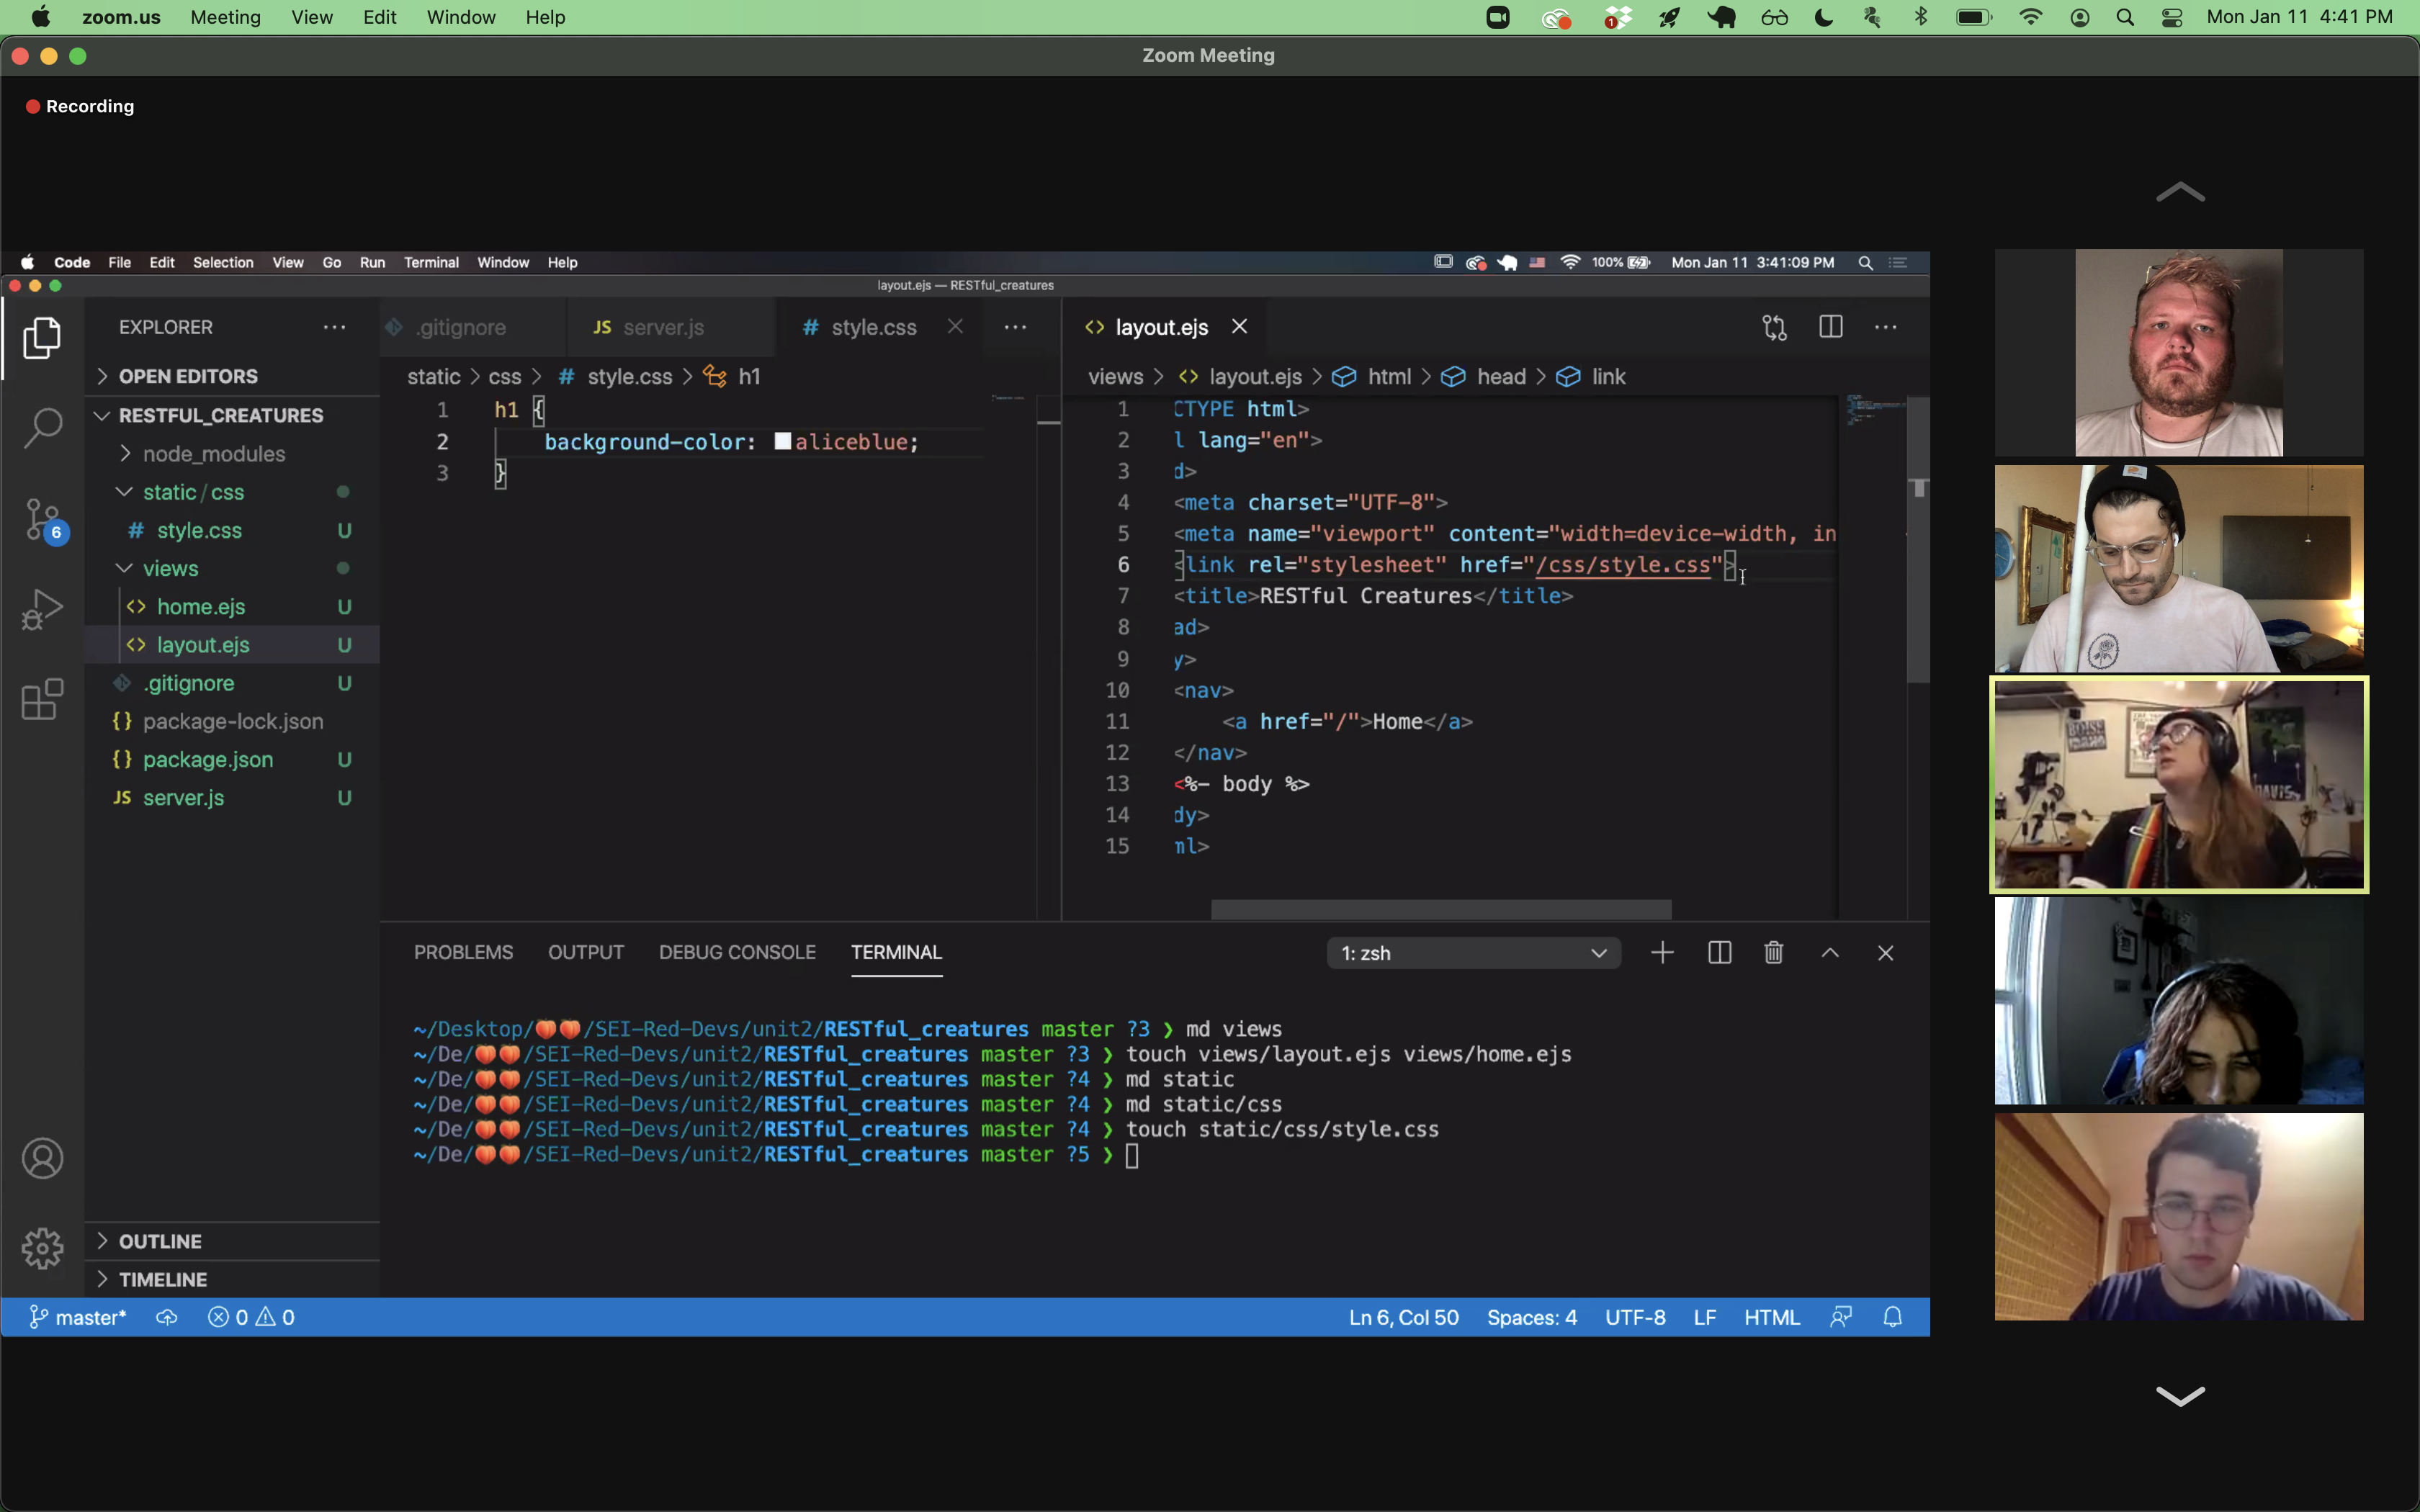 zoom.us Meeting View Edit Window Help
1
Mon Jan 11 4:41 PM
Zoom Meeting
Recording
Code File Edit Selection View Go Run Terminal Window Help
100%
Mon Jan 11 3:41:09 PM
layout.ejs — RESTful_creatures
EXPLORER
OPEN EDITORS
RESTFUL_CREATURES
node_modules
static/css
# style.css U
views
<> home.ejs U
<> layout.ejs U
.gitignore U
{} package-lock.json
{} package.json U
JS server.js U
6
OUTLINE
TIMELINE
.gitignore
JS server.js
# style.css
static > css > # style.css > h1
1 h1 {
2 background-color: aliceblue;
3 }
<> layout.ejs
views > <> layout.ejs > html > head > link
1 CTYPE html>
2 l lang="en">
3 d>
4 <meta charset="UTF-8">
5 <meta name="viewport" content="width=device-width, in
6 <link rel="stylesheet" href="/css/style.css">
7 <title>RESTful Creatures</title>
8 ad>
9 y>
10 <nav>
11 <a href="/">Home</a>
12 </nav>
13 <%- body %>
14 dy>
15 ml>
PROBLEMS OUTPUT DEBUG CONSOLE TERMINAL
1: zsh
~/Desktop/🍑🍑/SEI-Red-Devs/unit2/RESTful_creatures master ?3 ❯ md views
~/De/🍑🍑/SEI-Red-Devs/unit2/RESTful_creatures master ?3 ❯ touch views/layout.ejs views/home.ejs
~/De/🍑🍑/SEI-Red-Devs/unit2/RESTful_creatures master ?4 ❯ md static
~/De/🍑🍑/SEI-Red-Devs/unit2/RESTful_creatures master ?4 ❯ md static/css
~/De/🍑🍑/SEI-Red-Devs/unit2/RESTful_creatures master ?4 ❯ touch static/css/style.css
~/De/🍑🍑/SEI-Red-Devs/unit2/RESTful_creatures master ?5 ❯
master* 0 0
Ln 6, Col 50 Spaces: 4 UTF-8 LF HTML